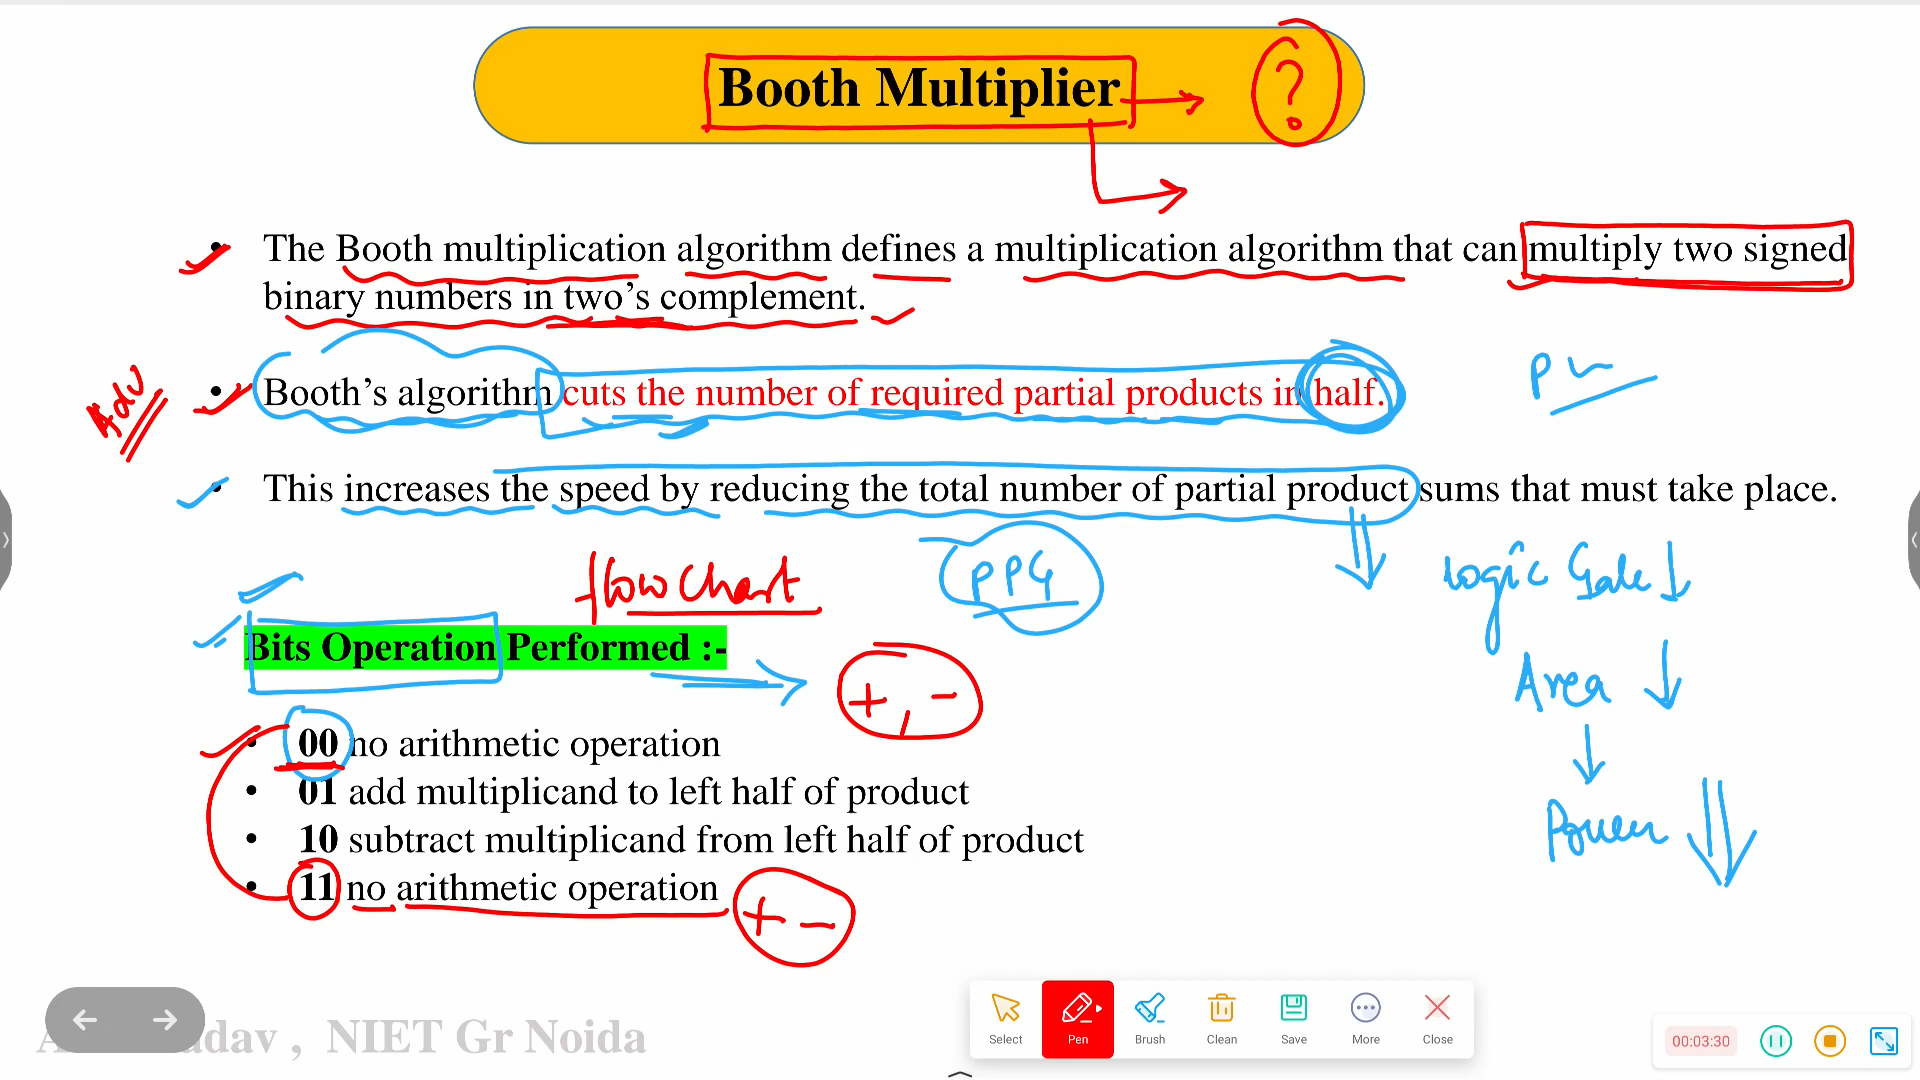 Booth Multiplier
?
• The Booth multiplication algorithm defines a multiplication algorithm that can multiply two signed
binary numbers in two’s complement.
Adv
• Booth’s algorithm cuts the number of required partial products in half.
• This increases the speed by reducing the total number of partial product sums that must take place.
flow chart
PPG
Logic Gate ↓
Bits Operation Performed :-
+, -
Area ↓
• 00 no arithmetic operation
• 01 add multiplicand to left half of product
Power
• 10 subtract multiplicand from left half of product
• 11 no arithmetic operation
+ -
dav , NIET Gr Noida
Select
Pen
Brush
Clean
Save
More
Close
00:03:30